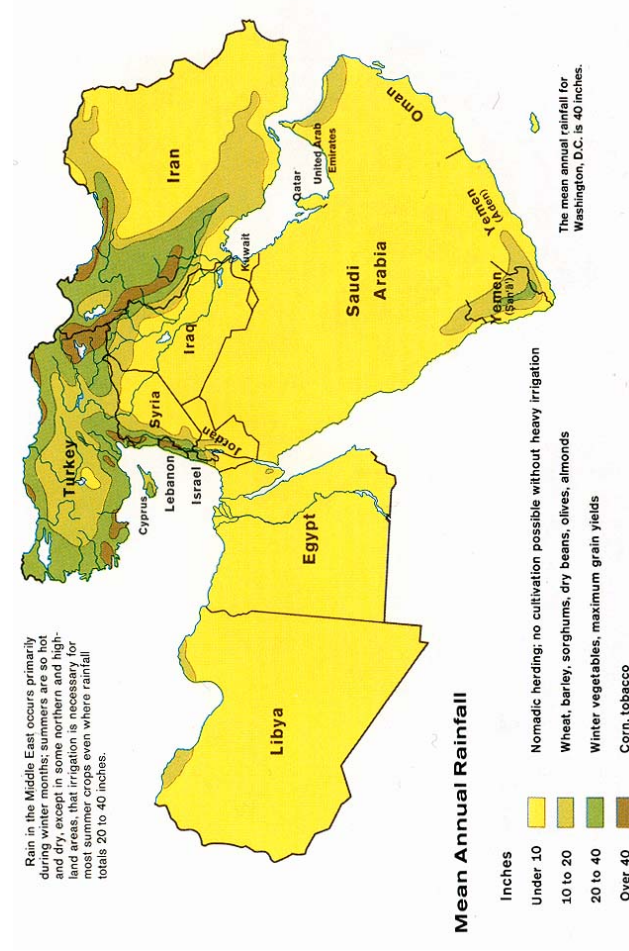 Rain in the Middle East occurs primarily
during winter months; summers are so hot
and dry, except in some northern and high-
land areas, that irrigation is necessary for
most summer crops even where rainfall
totals 20 to 40 inches.
Turkey
Cyprus
Lebanon
Israel
Syria
Jordan
Iraq
Iran
Kuwait
Qatar
United Arab
Emirates
Oman
Saudi
Arabia
Yemen
(Aden)
Yemen
(San'a')
Egypt
Libya
The mean annual rainfall for
Washington, D.C. is 40 inches.
Mean Annual Rainfall
Inches
Under 10 Nomadic herding; no cultivation possible without heavy irrigation
10 to 20 Wheat, barley, sorghums, dry beans, olives, almonds
20 to 40 Winter vegetables, maximum grain yields
Over 40 Corn, tobacco